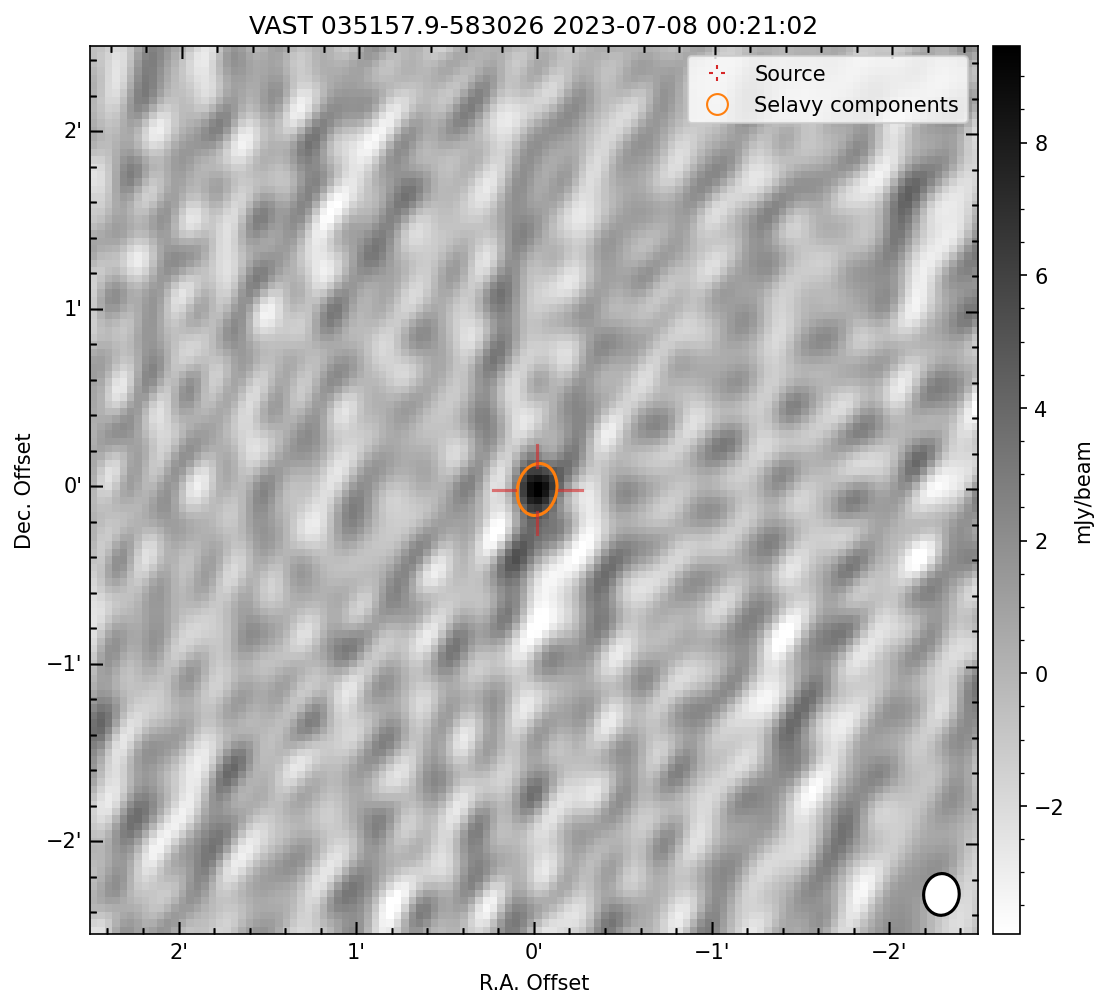 VAST 035157.9-583026 2023-07-08 00:21:02
Source
Selavy components
2'
1'
0'
−1'
−2'
Dec. Offset
2'
1'
0'
−1'
−2'
R.A. Offset
8
6
4
2
0
−2
mJy/beam